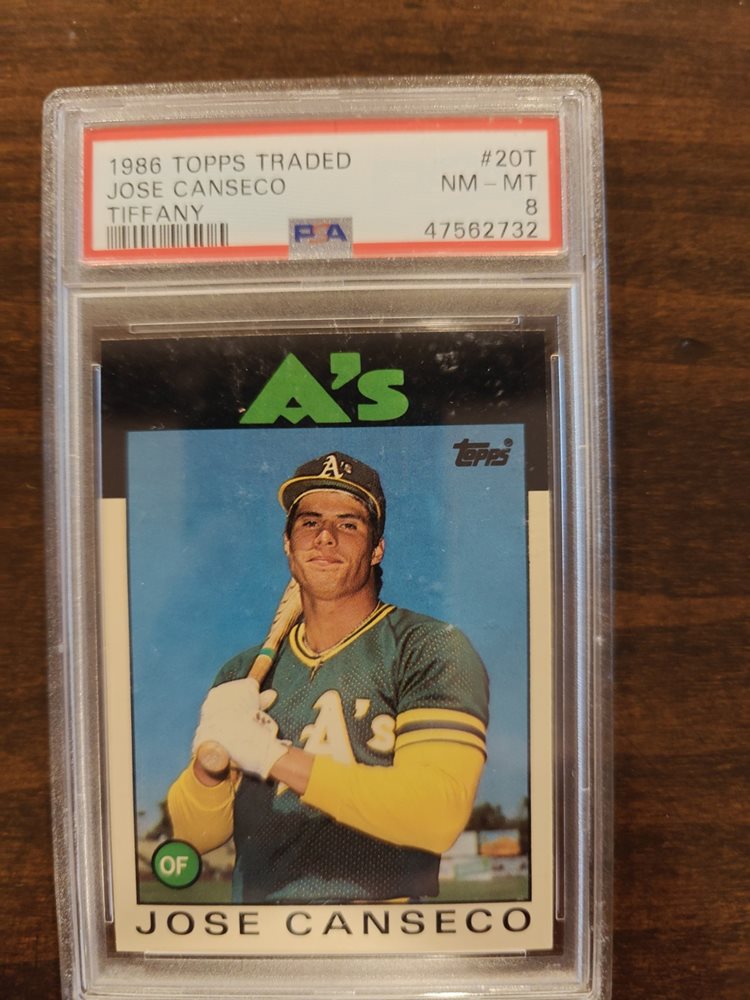 1986 TOPPS TRADED
JOSE CANSECO
TIFFANY
#20T
NM - MT
8
PSA
47562732
A's
Topps®
A's
A's
OF
JOSE CANSECO